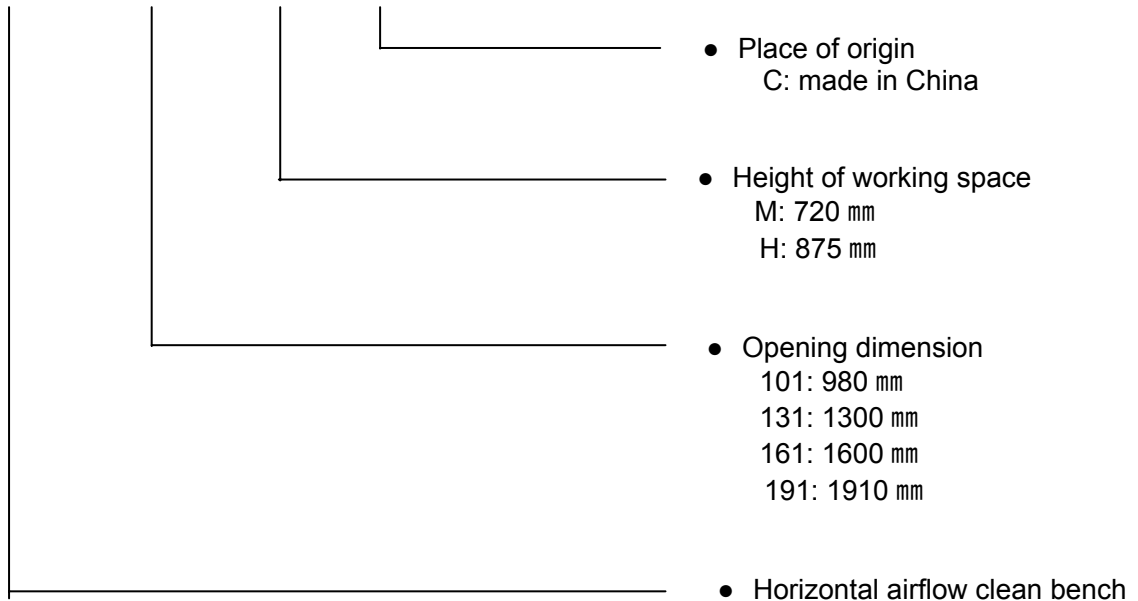 ● Place of origin
C: made in China
● Height of working space
M: 720 ㎜
H: 875 ㎜
● Opening dimension
101: 980 ㎜
131: 1300 ㎜
161: 1600 ㎜
191: 1910 ㎜
● Horizontal airflow clean bench